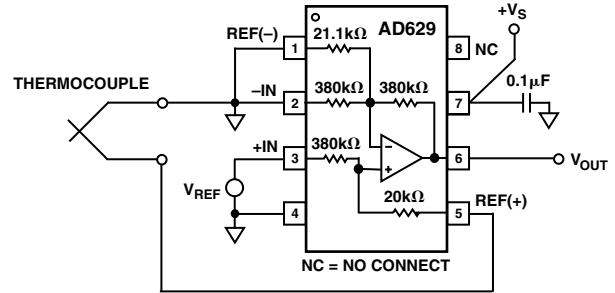 REF(–)
21.1kΩ
AD629
+VS
1
8
NC
THERMOCOUPLE
–IN
380kΩ
380kΩ
0.1µF
2
7
+IN
380kΩ
3
6
VOUT
VREF
20kΩ
REF(+)
4
5
NC = NO CONNECT